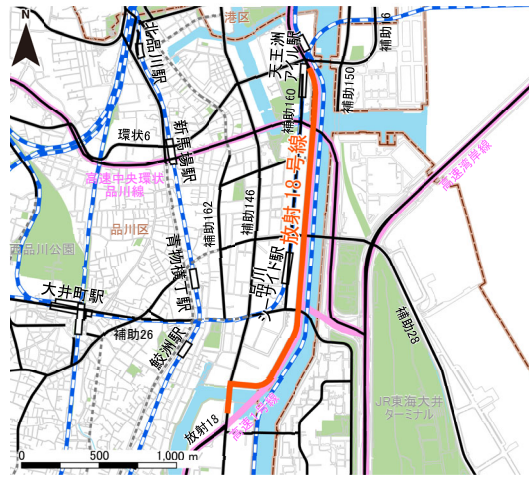 N
港区
北品川駅
天王洲
アイル駅
補助16
補助150
補助160
環状6
新馬場駅
高速中央環状
品川線
放射 18 号線
高速湾岸線
品川区
補助162
補助146
西品川公園
青物横丁駅
品川
シーサイド駅
大井町駅
補助26
鮫洲駅
補助28
JR東海大井
ターミナル
放射18
高速1号線
0 500 1,000 m